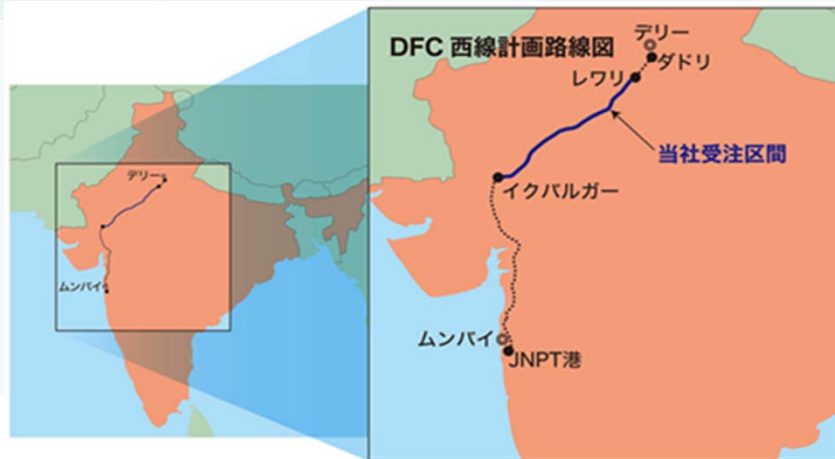 DFC 西線計画路線図
デリー
ダドリ
レワリ
当社受注区間
イクバルガー
ムンバイ
JNPT港
デリー
ムンバイ